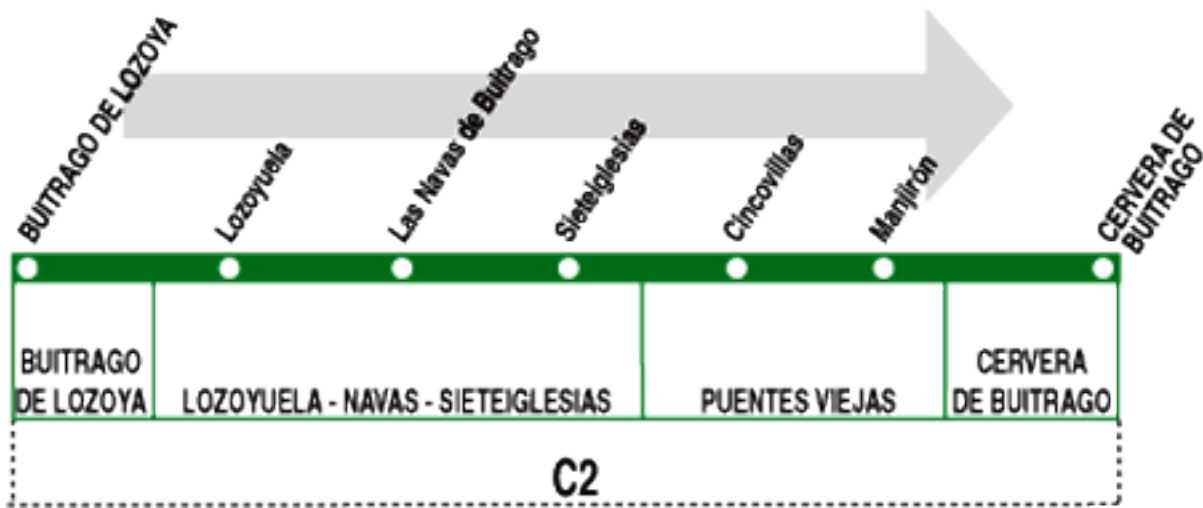 BUITRAGO DE LOZOYA
Lozoyuela
Las Navas de Buitrago
Sieteiglesias
Cincovillas
Manjirón
CERVERA DE
BUITRAGO
BUITRAGO
DE LOZOYA
LOZOYUELA - NAVAS - SIETEIGLESIAS
PUENTES VIEJAS
CERVERA
DE BUITRAGO
C2